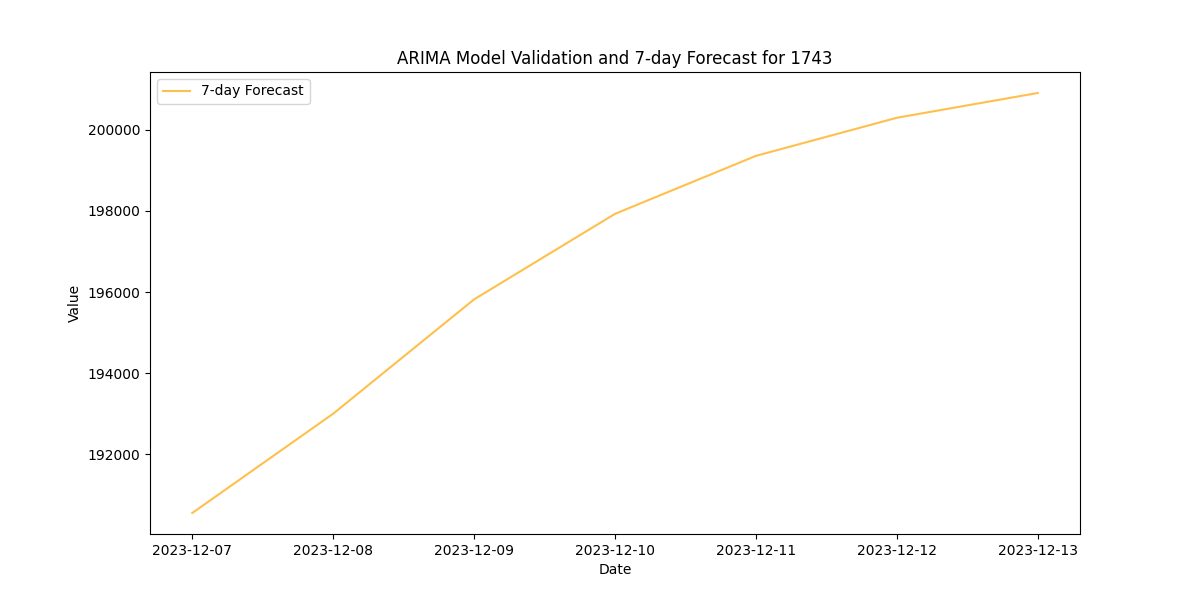 ARIMA Model Validation and 7-day Forecast for 1743
7-day Forecast
200000
198000
196000
194000
192000
Value
2023-12-07 2023-12-08 2023-12-09 2023-12-10 2023-12-11 2023-12-12 2023-12-13
Date